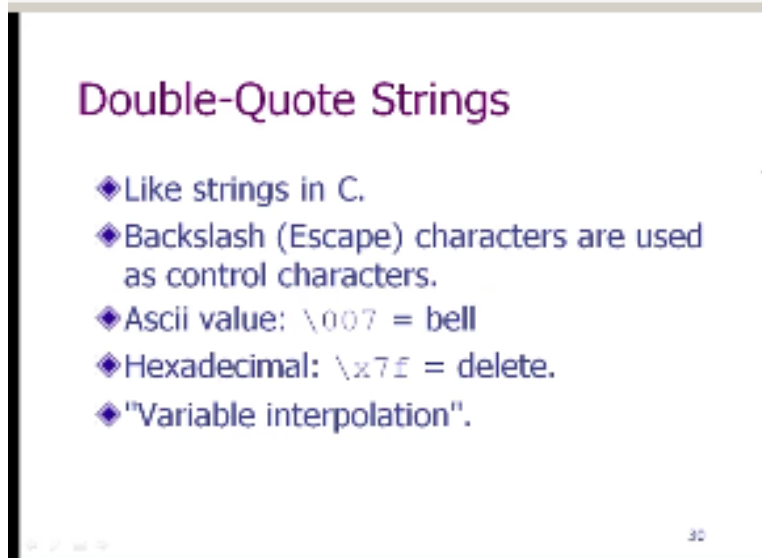 Double-Quote Strings
Like strings in C.
Backslash (Escape) characters are used
as control characters.
Ascii value: \007 = bell
Hexadecimal: \x7f = delete.
"Variable interpolation".
30